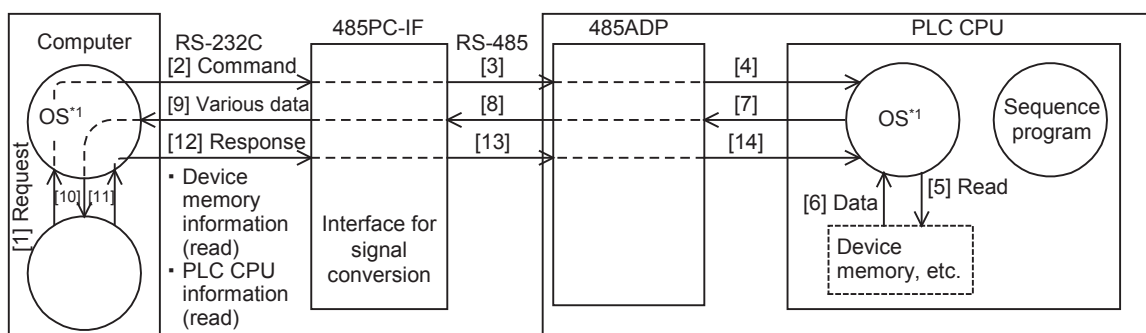 Computer
RS-232C
485PC-IF
RS-485
485ADP
PLC CPU
[2] Command
[3]
[4]
OS*1
[9] Various data
[8]
[7]
OS*1
Sequence
program
[12] Response
[13]
[14]
[1] Request
[10]
[11]
・ Device
memory
information
(read)
・ PLC CPU
information
(read)
Interface for
signal
conversion
[6] Data
[5] Read
Device
memory, etc.